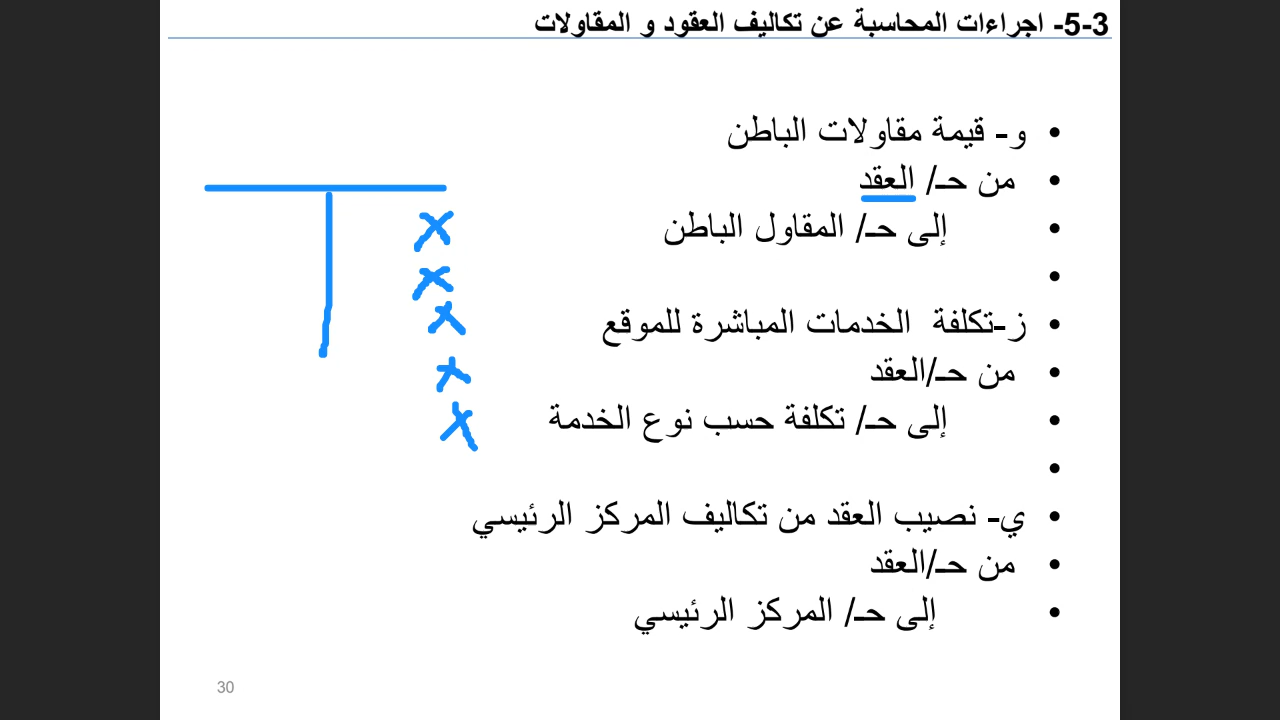 5-3- اجراءات المحاسبة عن تكاليف العقود و المقاولات
• و- قيمة مقاولات الباطن
• من حـ/ العقد
• إلى حـ/ المقاول الباطن
•
• ز-تكلفة الخدمات المباشرة للموقع
• من حـ/العقد
• إلى حـ/ تكلفة حسب نوع الخدمة
•
• ي- نصيب العقد من تكاليف المركز الرئيسي
• من حـ/العقد
• إلى حـ/ المركز الرئيسي
30